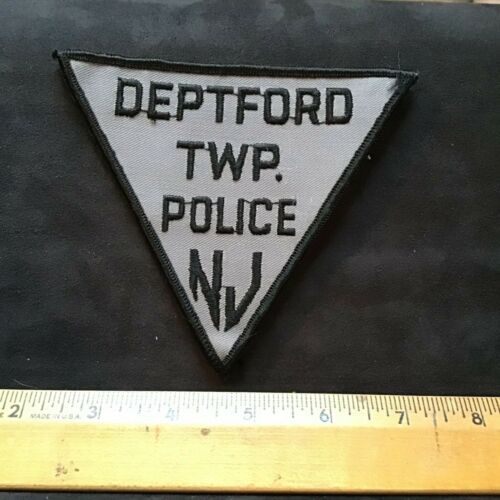 DEPTFORD
TWP.
POLICE
NJ
2 MADE IN U.S.A. 3 4 5 6 7 8